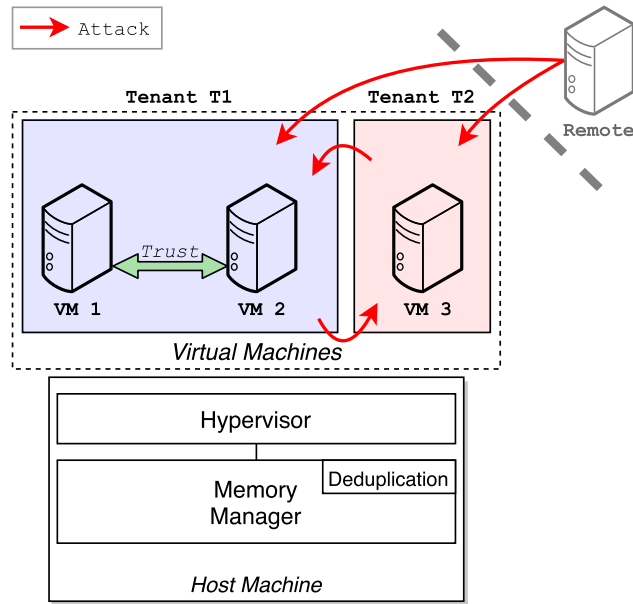 Attack
Tenant T1
Tenant T2
Remote
Trust
VM 1
VM 2
VM 3
Virtual Machines
Hypervisor
Deduplication
Memory
Manager
Host Machine